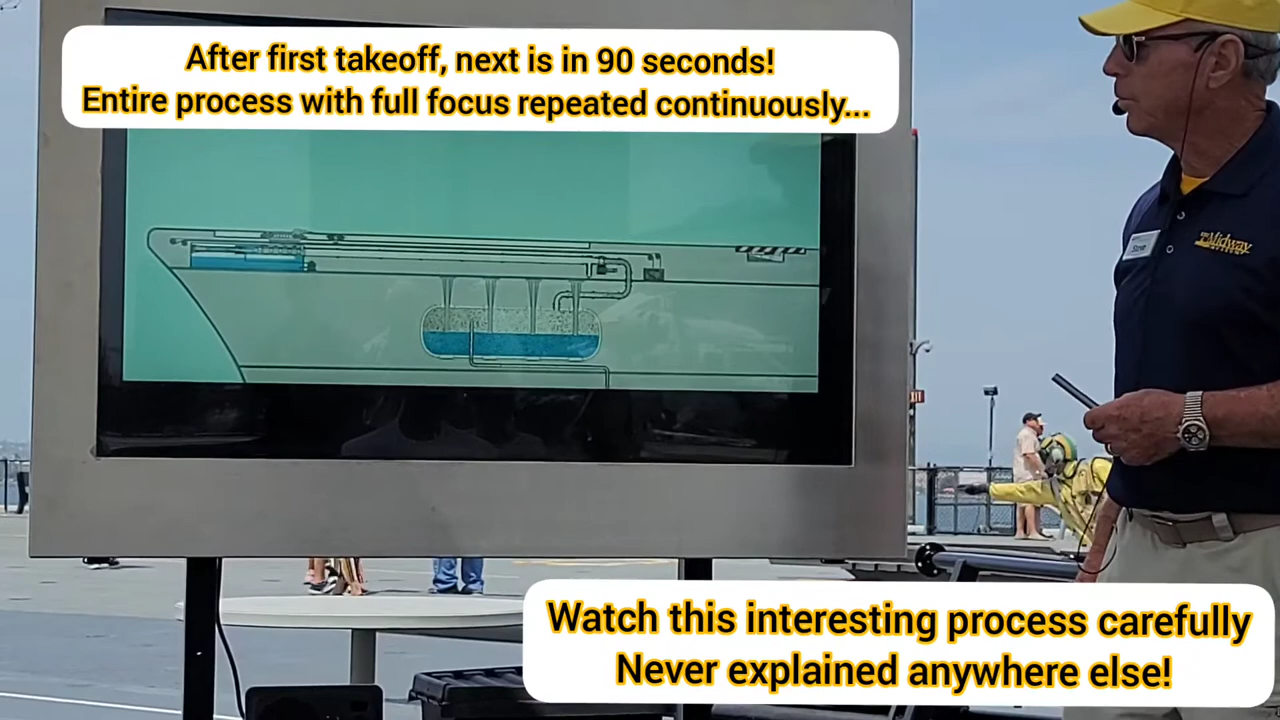 After first takeoff, next is in 90 seconds!
Entire process with full focus repeated continuously...
Midway
EXIT
Watch this interesting process carefully
Never explained anywhere else!